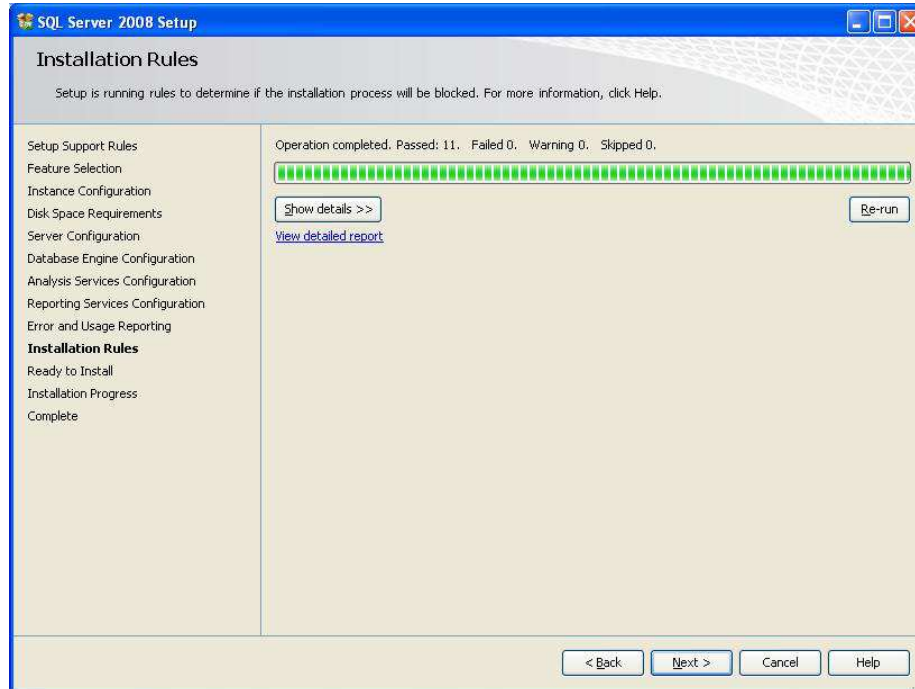 SQL Server 2008 Setup
Installation Rules
Setup is running rules to determine if the installation process will be blocked. For more information, click Help.
Setup Support Rules
Feature Selection
Instance Configuration
Disk Space Requirements
Server Configuration
Database Engine Configuration
Analysis Services Configuration
Reporting Services Configuration
Error and Usage Reporting
Installation Rules
Ready to Install
Installation Progress
Complete
Operation completed. Passed: 11. Failed 0. Warning 0. Skipped 0.
Show details >>
Re-run
View detailed report
< Back
Next >
Cancel
Help